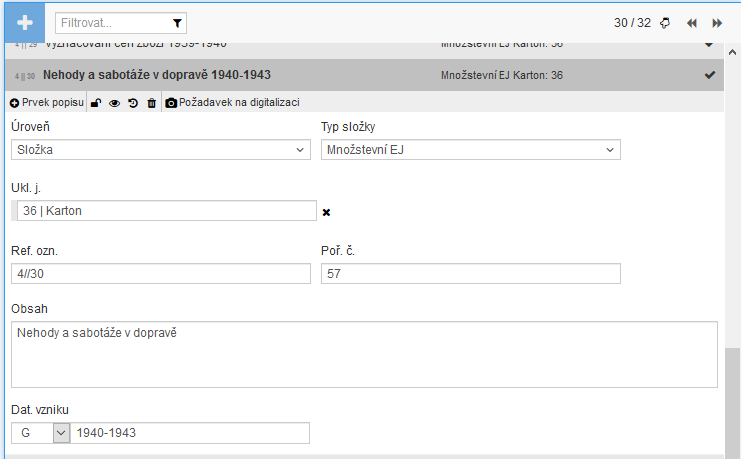 Filtrovat...
30 / 32
4 || 29 Vyznačování cen zboží 1939-1940 Množstevní EJ Karton: 36
4 || 30 Nehody a sabotáže v dopravě 1940-1943 Množstevní EJ Karton: 36
Prvek popisu Požadavek na digitalizaci
Úroveň Typ složky
Složka Množstevní EJ
Ukl. j.
36 | Karton
Ref. ozn. Poř. č.
4//30 57
Obsah
Nehody a sabotáže v dopravě
Dat. vzniku
G 1940-1943